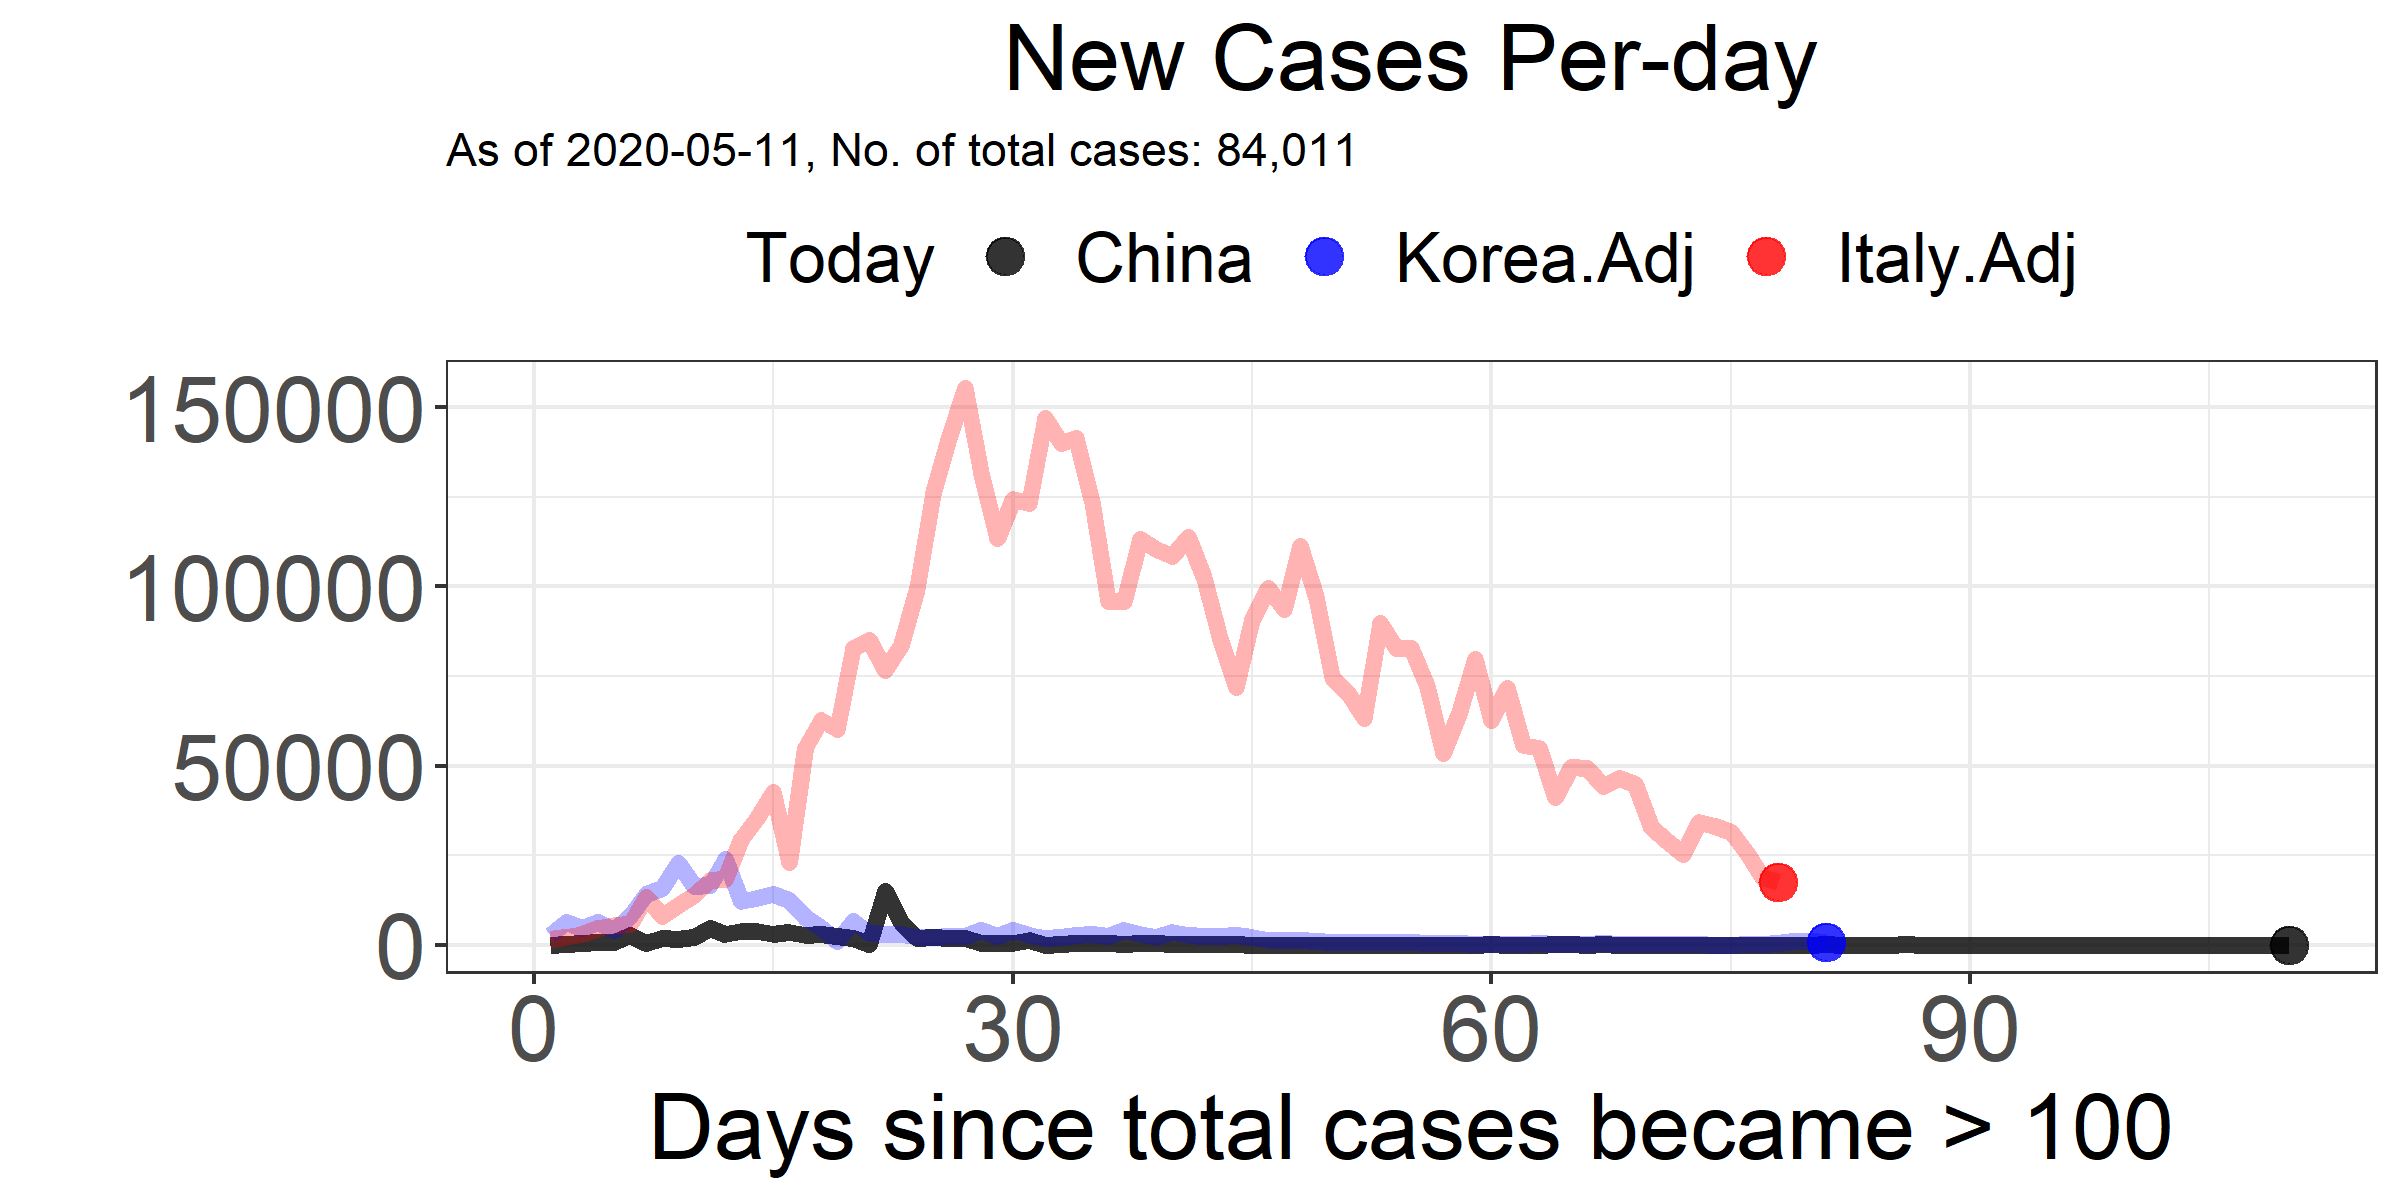 New Cases Per-day
As of 2020-05-11, No. of total cases: 84,011
Today China Korea.Adj Italy.Adj
150000
100000
50000
0
0 30 60 90
Days since total cases became > 100